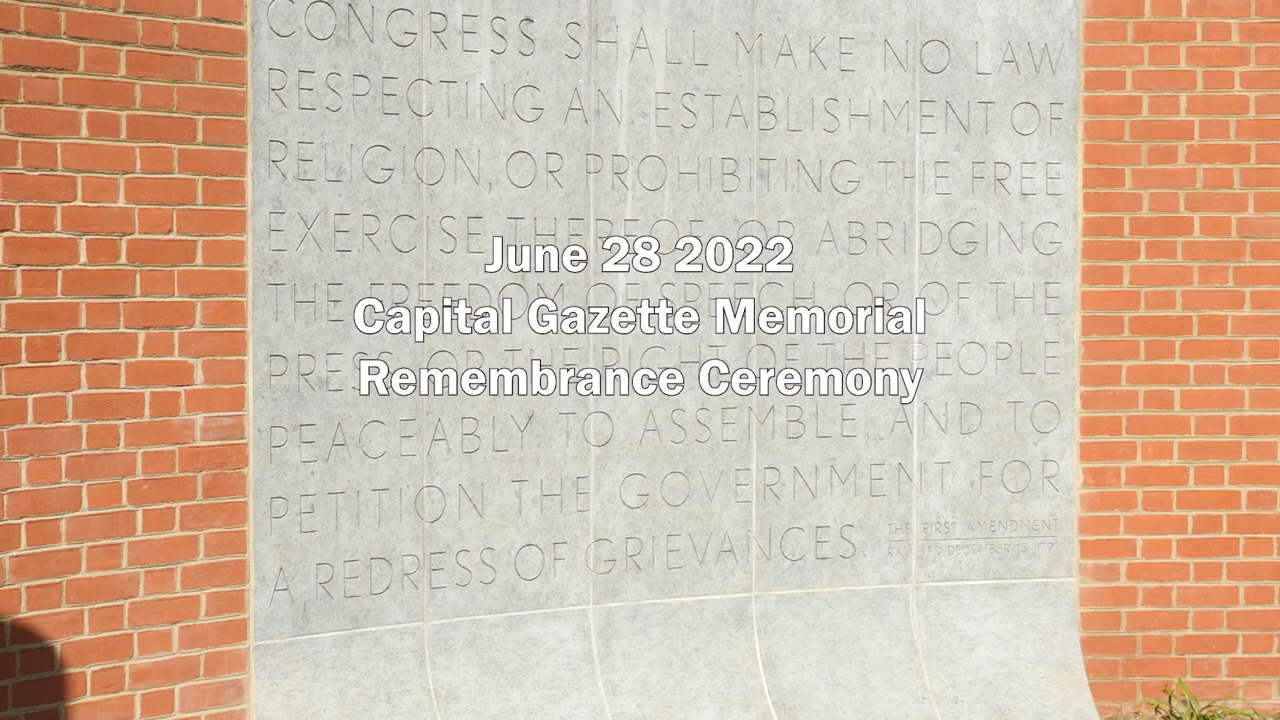 CONGRESS SHALL MAKE NO LAW
RESPECTING AN ESTABLISHMENT OF
RELIGION, OR PROHIBITING THE FREE
EXERCISE THEREOF, OR ABRIDGING
June 28 2022
THE FREEDOM OF SPEECH, OR OF THE
Capital Gazette Memorial
PRESS, OR THE RIGHT OF THE PEOPLE
Remembrance Ceremony
PEACEABLY TO ASSEMBLE, AND TO
PETITION THE GOVERNMENT FOR
A REDRESS OF GRIEVANCES.
THE FIRST AMENDMENT
RATIFIED DECEMBER 15, 1791